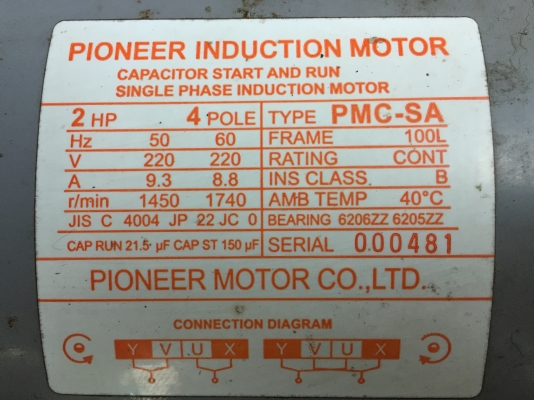 PIONEER INDUCTION MOTOR
CAPACITOR START AND RUN
SINGLE PHASE INDUCTION MOTOR
2 HP 4 POLE TYPE PMC-SA
Hz 50 60 FRAME 100L
V 220 220 RATING CONT
A 9.3 8.8 INS CLASS. B
r/min 1450 1740 AMB TEMP 40°C
JIS C 4004 JP 22 JC 0 BEARING 6206ZZ 6205ZZ
CAP RUN 21.5 µF CAP ST 150 µF SERIAL 000481
PIONEER MOTOR CO.,LTD.
CONNECTION DIAGRAM
Y V U X Y V U X